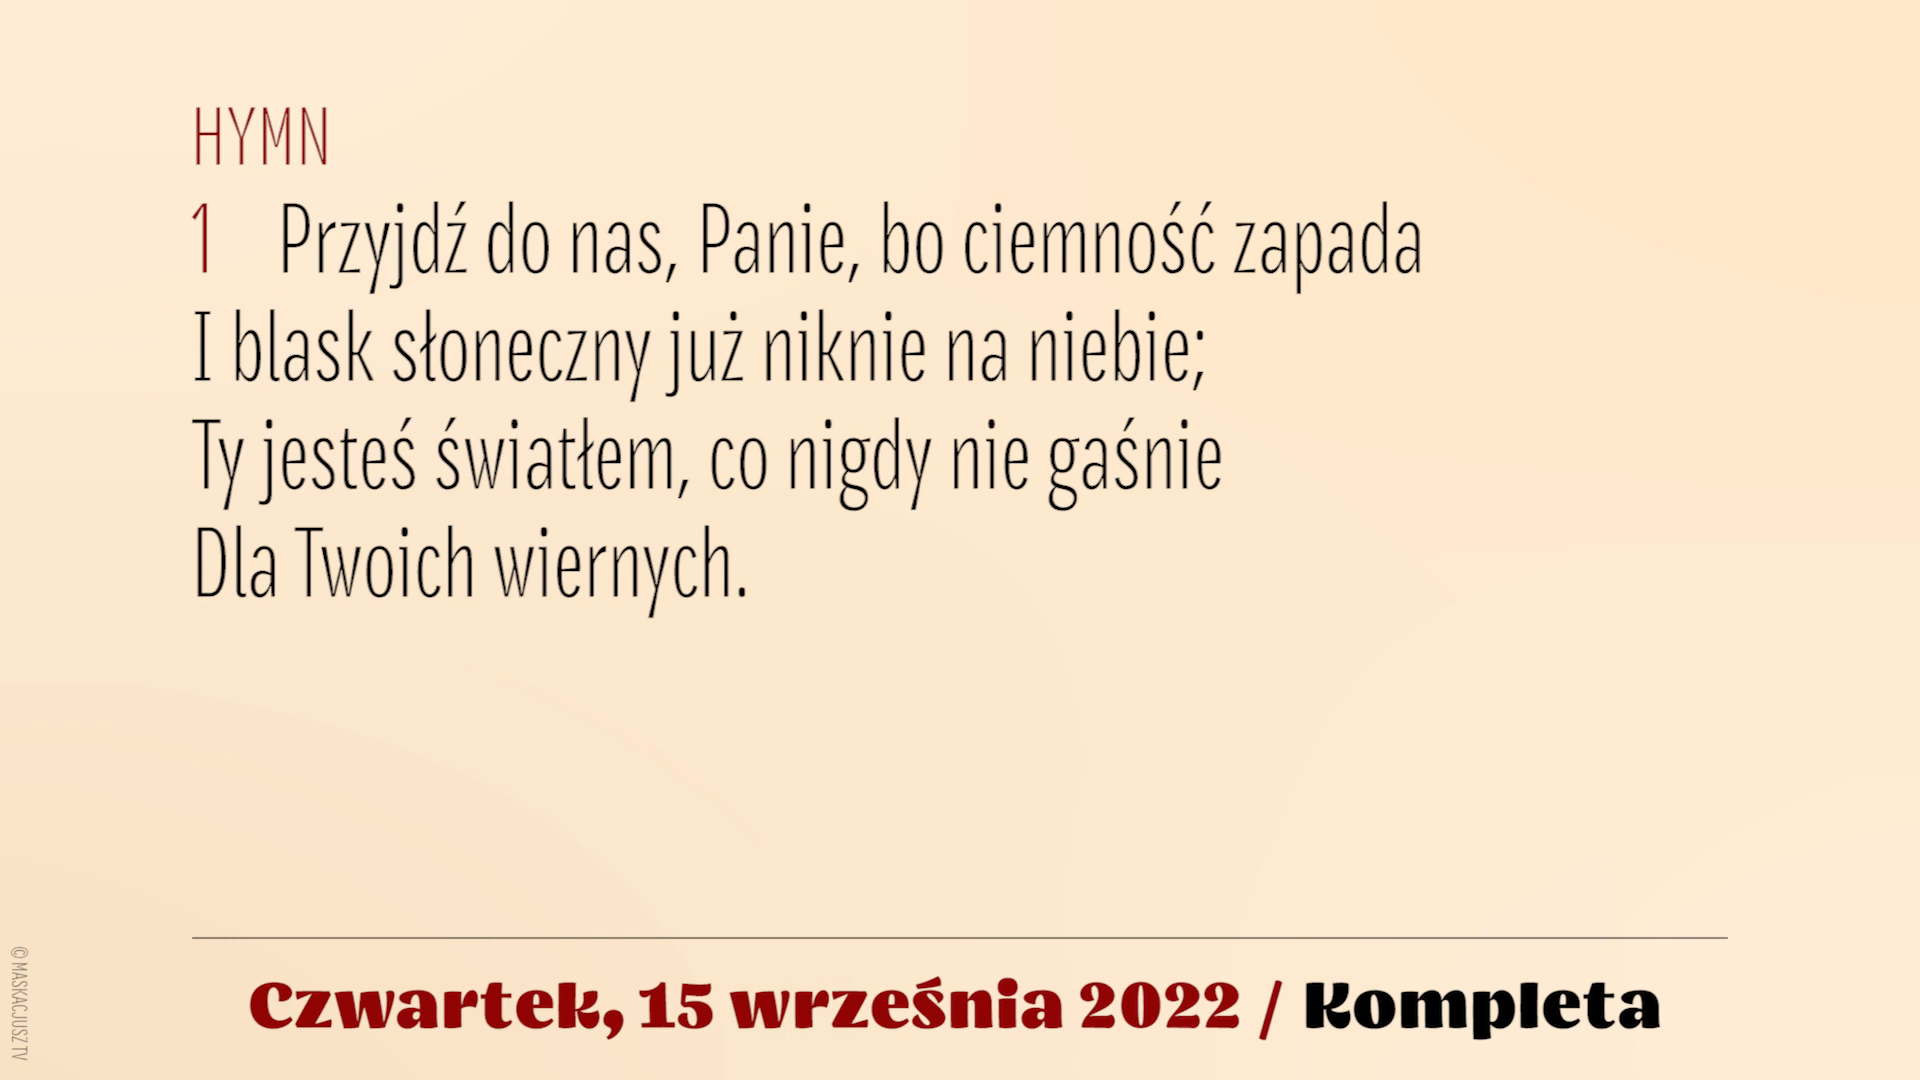 HYMN
1 Przyjdź do nas, Panie, bo ciemność zapada
I blask słoneczny już niknie na niebie;
Ty jesteś światłem, co nigdy nie gaśnie
Dla Twoich wiernych.
Czwartek, 15 września 2022 / Kompleta
© MASKACJUSZ TV